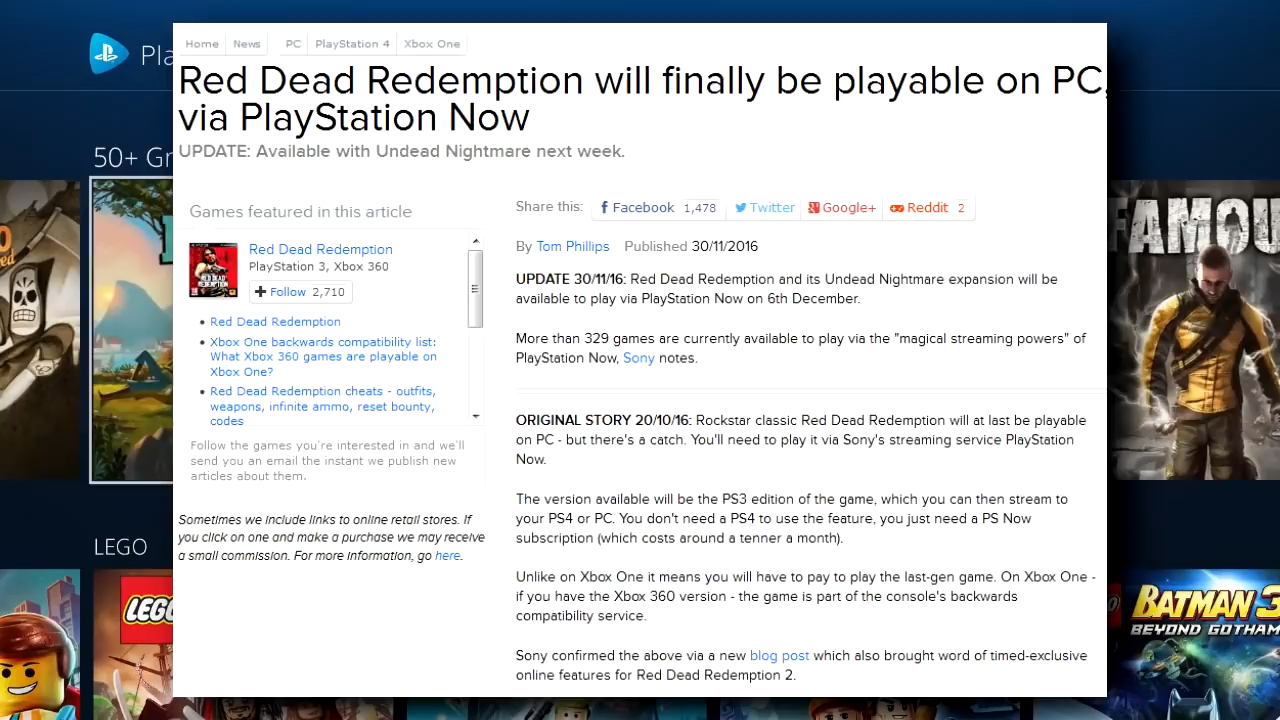 Home News PC PlayStation 4 Xbox One
Pla
Red Dead Redemption will finally be playable on PC,
via PlayStation Now
UPDATE: Available with Undead Nightmare next week.
50+ Gr
Games featured in this article
Red Dead Redemption
PlayStation 3, Xbox 360
+ Follow 2,710
• Red Dead Redemption
• Xbox One backwards compatibility list:
What Xbox 360 games are playable on
Xbox One?
• Red Dead Redemption cheats - outfits,
weapons, infinite ammo, reset bounty,
codes
Follow the games you're interested in and we'll
send you an email the instant we publish new
articles about them.
Sometimes we include links to online retail stores. If
you click on one and make a purchase we may receive
a small commission. For more information, go here.
Share this: Facebook 1,478 Twitter Google+ Reddit 2
By Tom Phillips Published 30/11/2016
UPDATE 30/11/16: Red Dead Redemption and its Undead Nightmare expansion will be
available to play via PlayStation Now on 6th December.
More than 329 games are currently available to play via the "magical streaming powers" of
PlayStation Now, Sony notes.
ORIGINAL STORY 20/10/16: Rockstar classic Red Dead Redemption will at last be playable
on PC - but there's a catch. You'll need to play it via Sony's streaming service PlayStation
Now.
The version available will be the PS3 edition of the game, which you can then stream to
your PS4 or PC. You don't need a PS4 to use the feature, you just need a PS Now
subscription (which costs around a tenner a month).
Unlike on Xbox One it means you will have to pay to play the last-gen game. On Xbox One -
if you have the Xbox 360 version - the game is part of the console's backwards
compatibility service.
Sony confirmed the above via a new blog post which also brought word of timed-exclusive
online features for Red Dead Redemption 2.
FAMOU
LEGO
LEGO
BATMAN 3
BEYOND GOTHAM